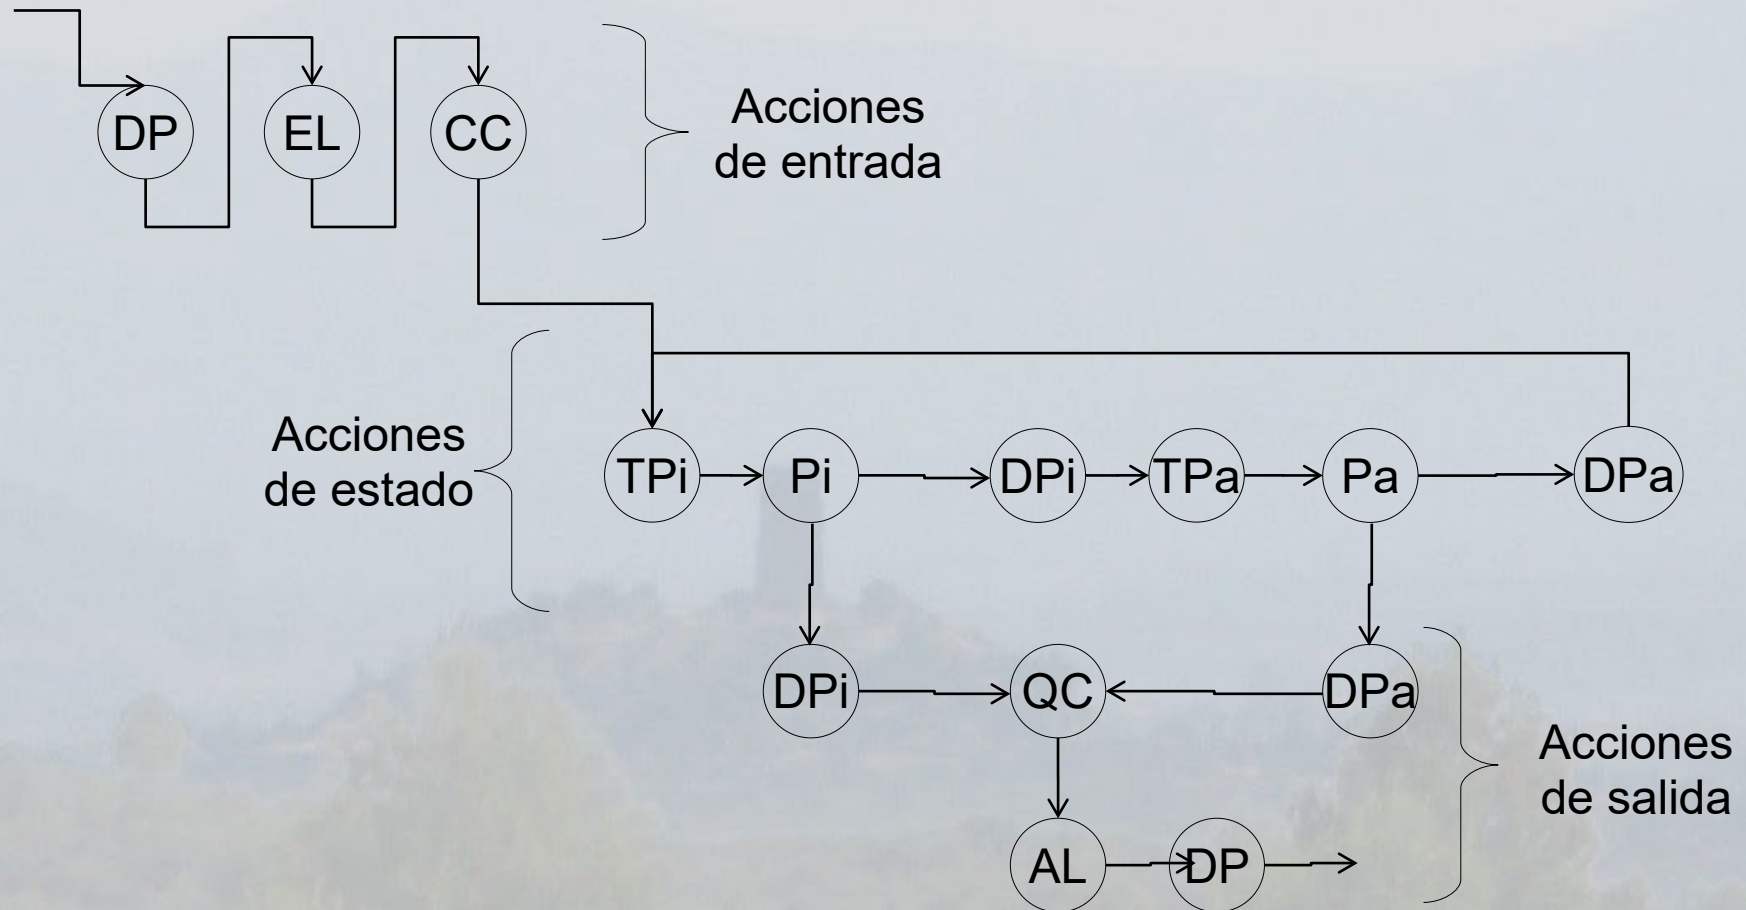 DP
EL
CC
Acciones
de entrada
Acciones
de estado
TPi
Pi
DPi
TPa
Pa
DPa
DPi
QC
DPa
Acciones
de salida
AL
DP